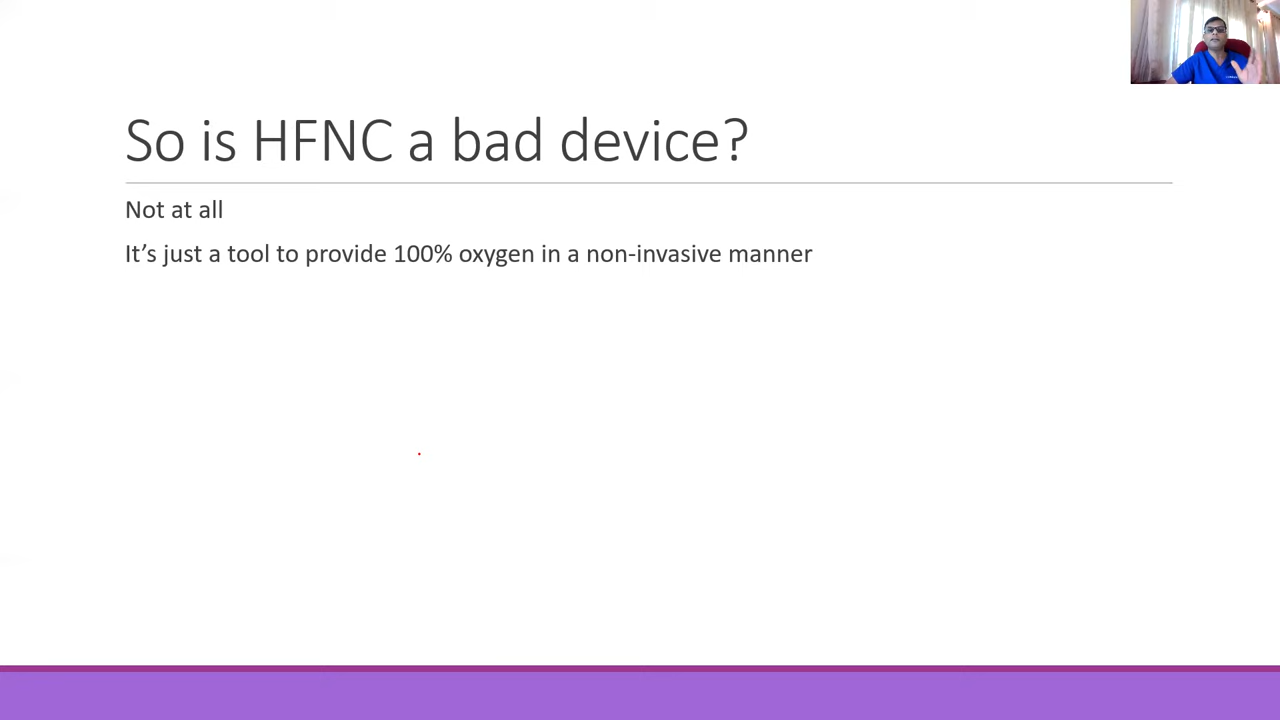 So is HFNC a bad device?
Not at all
It’s just a tool to provide 100% oxygen in a non-invasive manner